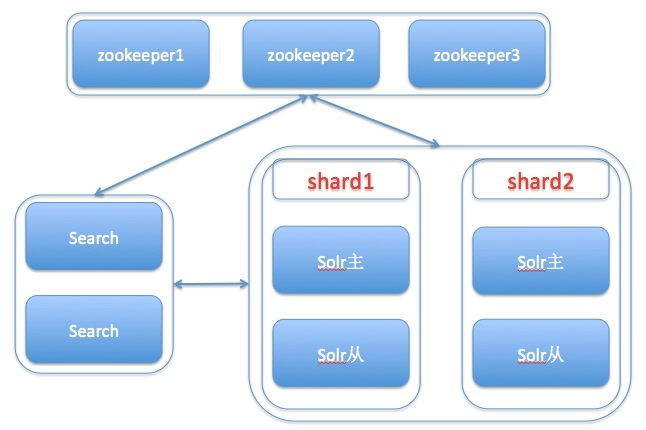 zookeeper1
zookeeper2
zookeeper3
Search
Search
shard1
Solr主
Solr从
shard2
Solr主
Solr从